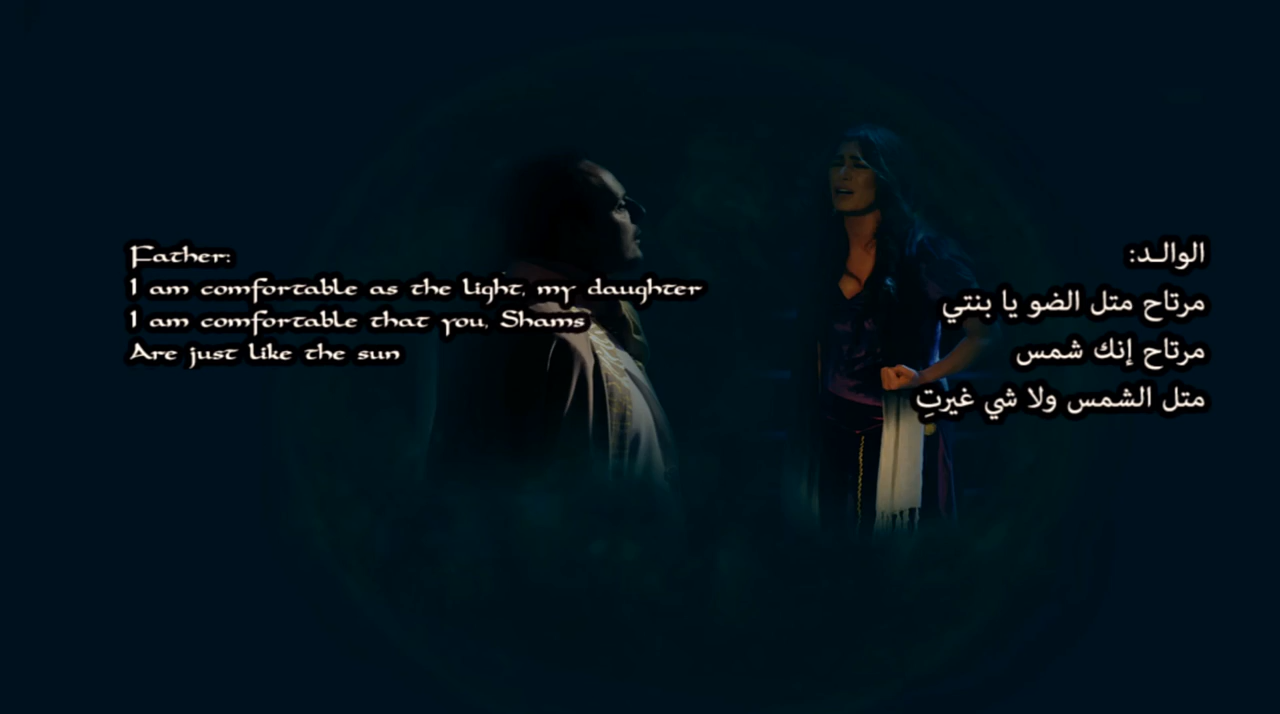 Father:
I am comfortable as the light, my daughter
I am comfortable that you, Shams
Are just like the sun
الوالـد:
مرتاح متل الضو يا بنتي
مرتاح إنك شمس
متل الشمس ولا شي غيرتِ